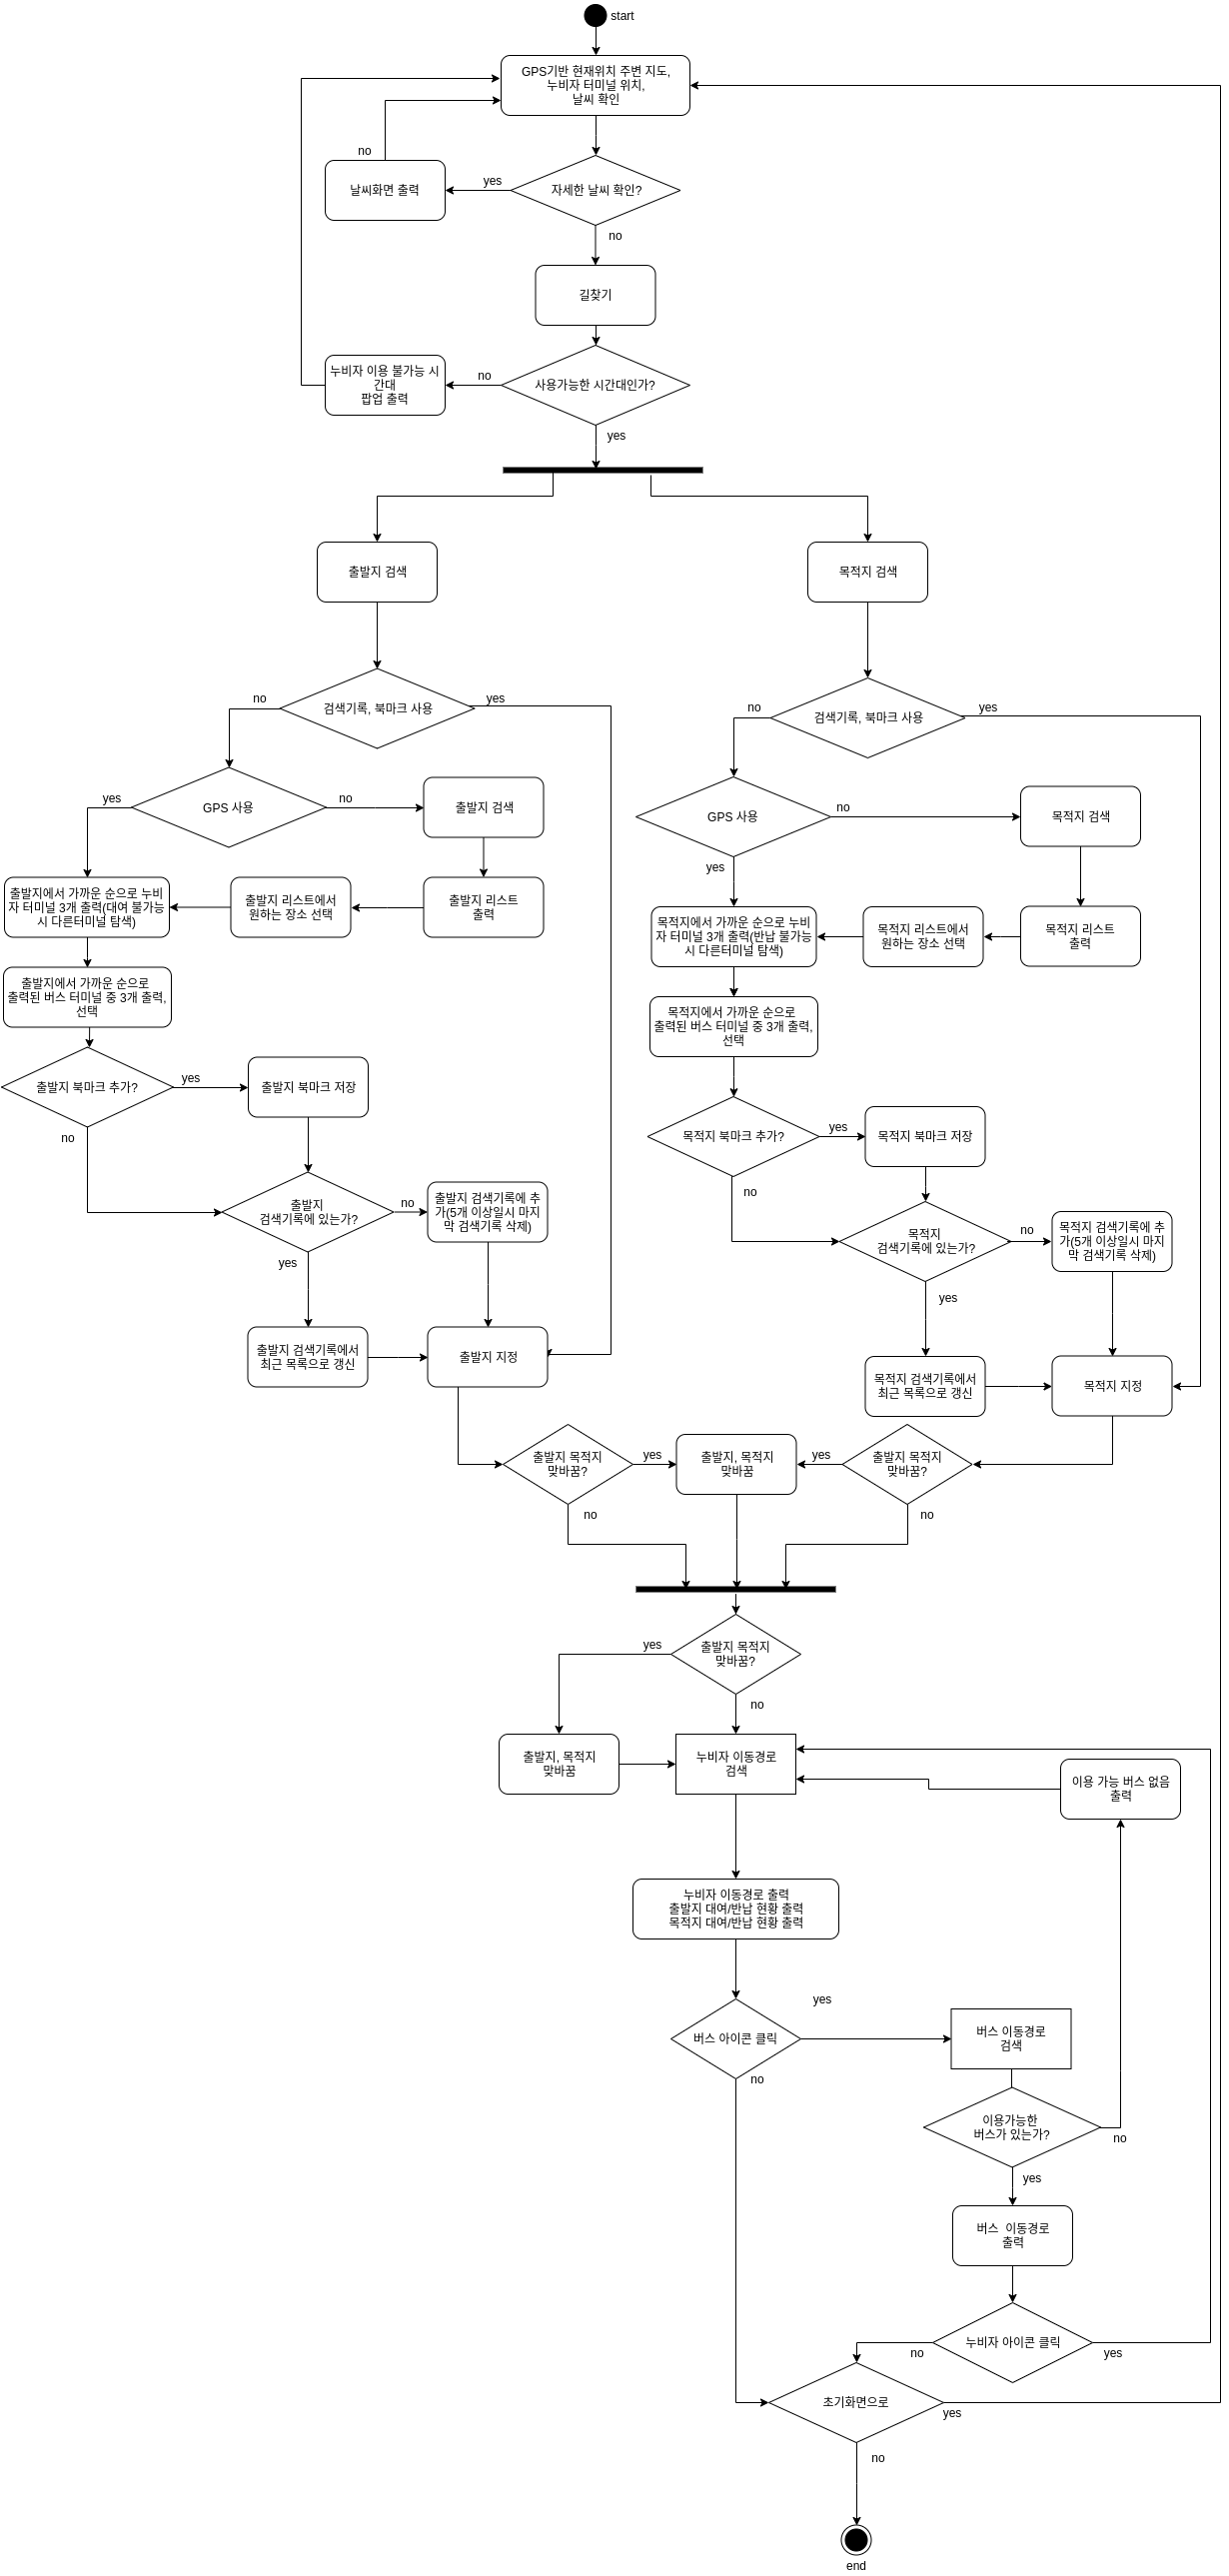 start
GPS기반 현재위치 주변 지도,
누비자 터미널 위치,
날씨 확인
no
날씨화면 출력
yes
자세한 날씨 확인?
no
길찾기
누비자 이용 불가능 시
간대
팝업 출력
no
사용가능한 시간대인가?
yes
출발지 검색
목적지 검색
no
검색기록, 북마크 사용
yes
no
검색기록, 북마크 사용
yes
yes
GPS 사용
no
출발지 검색
GPS 사용
no
목적지 검색
yes
출발지에서 가까운 순으로 누비
자 터미널 3개 출력(대여 불가능
시 다른터미널 탐색)
출발지 리스트에서
원하는 장소 선택
출발지 리스트
출력
목적지에서 가까운 순으로 누비
자 터미널 3개 출력(반납 불가능
시 다른터미널 탐색)
목적지 리스트에서
원하는 장소 선택
목적지 리스트
출력
출발지에서 가까운 순으로
출력된 버스 터미널 중 3개 출력,
선택
목적지에서 가까운 순으로
출력된 버스 터미널 중 3개 출력,
선택
출발지 북마크 추가?
yes
출발지 북마크 저장
no
목적지 북마크 추가?
yes
목적지 북마크 저장
no
출발지
검색기록에 있는가?
no
출발지 검색기록에 추
가(5개 이상일시 마지
막 검색기록 삭제)
yes
목적지
검색기록에 있는가?
no
목적지 검색기록에 추
가(5개 이상일시 마지
막 검색기록 삭제)
yes
출발지 검색기록에서
최근 목록으로 갱신
출발지 지정
목적지 검색기록에서
최근 목록으로 갱신
목적지 지정
출발지 목적지
맞바꿈?
yes
출발지, 목적지
맞바꿈
yes
출발지 목적지
맞바꿈?
no
no
yes
출발지 목적지
맞바꿈?
no
출발지, 목적지
맞바꿈
누비자 이동경로
검색
이용 가능 버스 없음
출력
누비자 이동경로 출력
출발지 대여/반납 현황 출력
목적지 대여/반납 현황 출력
yes
버스 아이콘 클릭
버스 이동경로
검색
no
이용가능한
버스가 있는가?
no
yes
버스  이동경로
출력
누비자 아이콘 클릭
no
yes
초기화면으로
yes
no
end